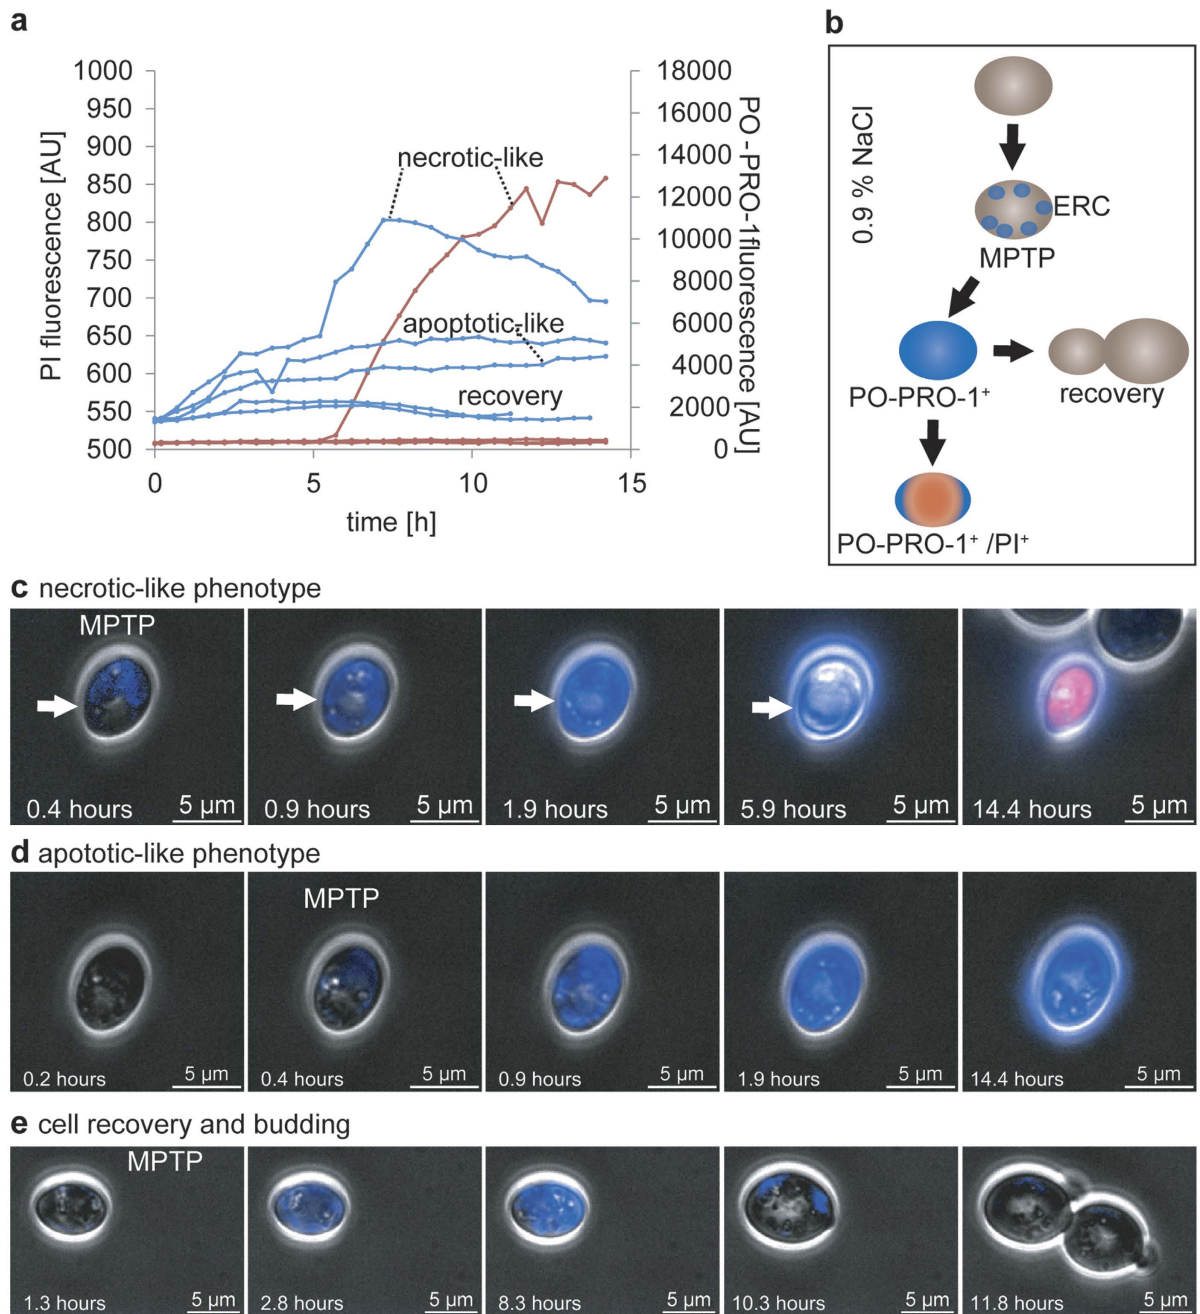 a
1000
950
900
850
800
750
700
650
600
550
500
PI fluorescence [AU]
18000
16000
14000
12000
10000
8000
6000
4000
2000
0
PO -PRO-1fluorescence [AU]
necrotic-like
apoptotic-like
recovery
0
5
10
15
time [h]
b
0.9 % NaCl
ERC
MPTP
PO-PRO-1⁺
recovery
PO-PRO-1⁺ /PI⁺
c necrotic-like phenotype
MPTP
0.4 hours
5 µm
0.9 hours
5 µm
1.9 hours
5 µm
5.9 hours
5 µm
14.4 hours
5 µm
d apototic-like phenotype
MPTP
0.2 hours
5 µm
0.4 hours
5 µm
0.9 hours
5 µm
1.9 hours
5 µm
14.4 hours
5 µm
e cell recovery and budding
MPTP
1.3 hours
5 µm
2.8 hours
5 µm
8.3 hours
5 µm
10.3 hours
5 µm
11.8 hours
5 µm